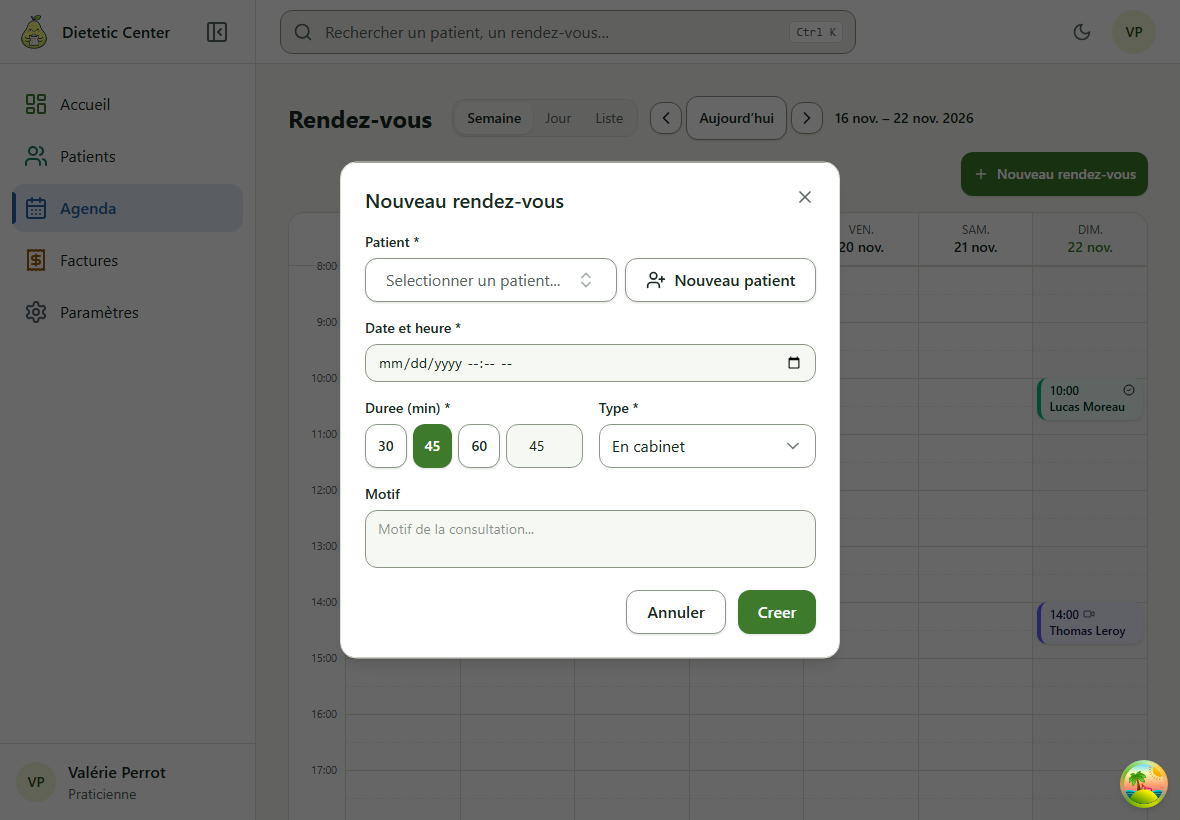 Dietetic Center
Rechercher un patient, un rendez-vous...
Ctrl K
VP
Accueil
Patients
Agenda
Factures
Paramètres
Rendez-vous
Semaine
Jour
Liste
Aujourd'hui
16 nov. – 22 nov. 2026
+ Nouveau rendez-vous
VEN.
20 nov.
SAM.
21 nov.
DIM.
22 nov.
8:00
9:00
10:00
11:00
12:00
13:00
14:00
15:00
16:00
17:00
10:00
Lucas Moreau
14:00
Thomas Leroy
Nouveau rendez-vous
Patient *
Selectionner un patient...
Nouveau patient
Date et heure *
mm/dd/yyyy --:-- --
Duree (min) *
Type *
30
45
60
45
En cabinet
Motif
Motif de la consultation...
Annuler
Creer
VP
Valérie Perrot
Praticienne